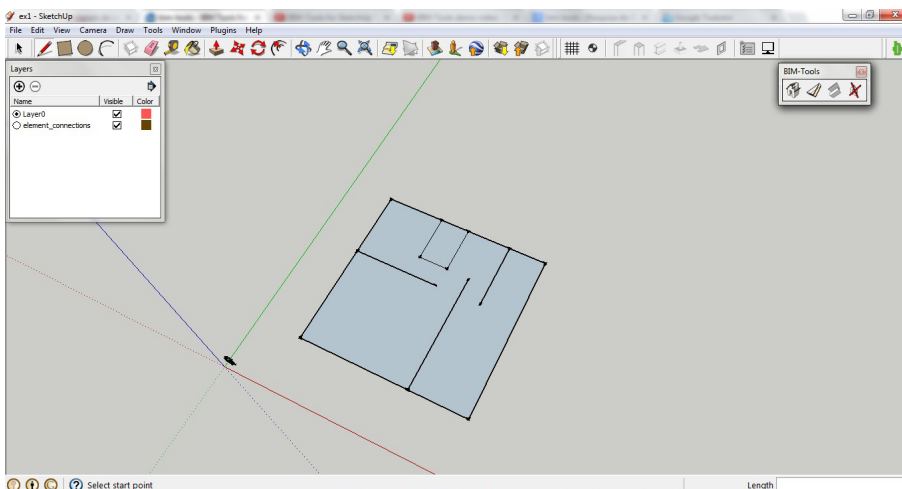 ex1 - SketchUp
File Edit View Camera Draw Tools Window Plugins Help
Layers
BIM-Tools
Name Visible Color
Layer0
element_connections
Select start point
Length